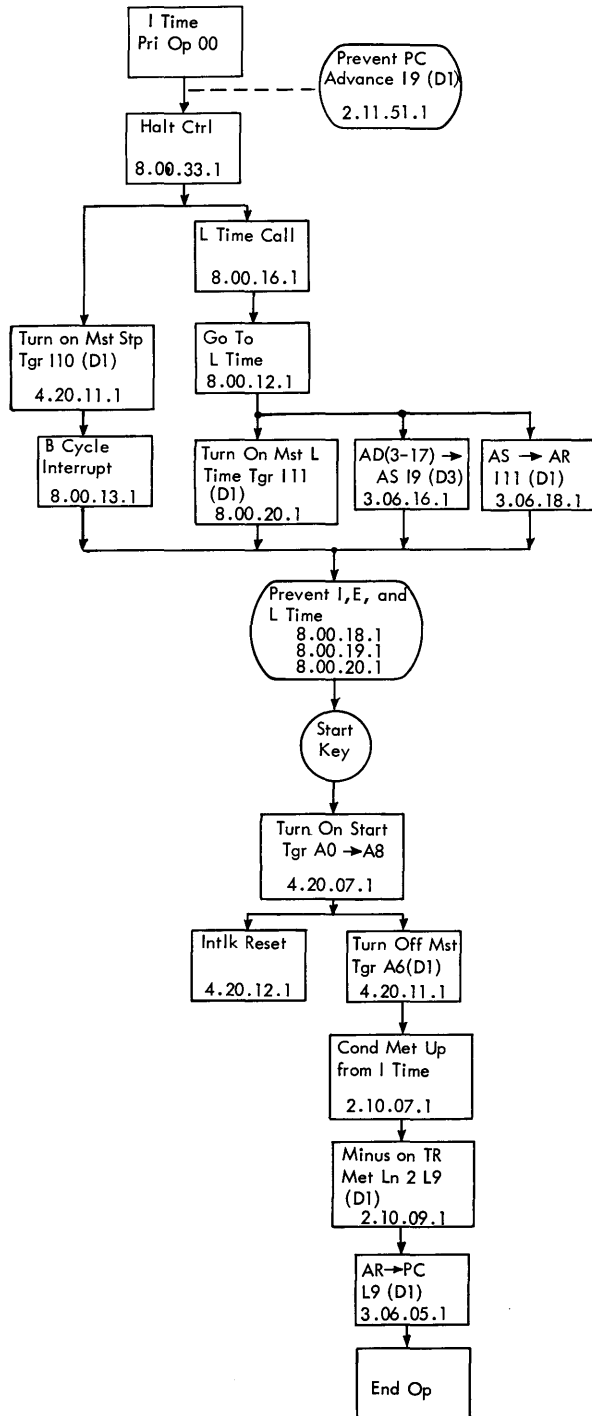 I Time
Pri Op 00
Prevent PC
Advance I9 (D1)
2.11.51.1
Halt Ctrl
8.00.33.1
L Time Call
8.00.16.1
Turn on Mst Stp
Tgr I10 (D1)
4.20.11.1
Go To
L Time
8.00.12.1
B Cycle
Interrupt
8.00.13.1
Turn On Mst L
Time Tgr I11
(D1)
8.00.20.1
AD(3-17) →
AS I9 (D3)
3.06.16.1
AS → AR
I11 (D1)
3.06.18.1
Prevent I,E, and
L Time
8.00.18.1
8.00.19.1
8.00.20.1
Start
Key
Turn On Start
Tgr A0 →A8
4.20.07.1
Intlk Reset
4.20.12.1
Turn Off Mst
Tgr A6(D1)
4.20.11.1
Cond Met Up
from I Time
2.10.07.1
Minus on TR
Met Ln 2 L9
(D1)
2.10.09.1
AR→PC
L9 (D1)
3.06.05.1
End Op